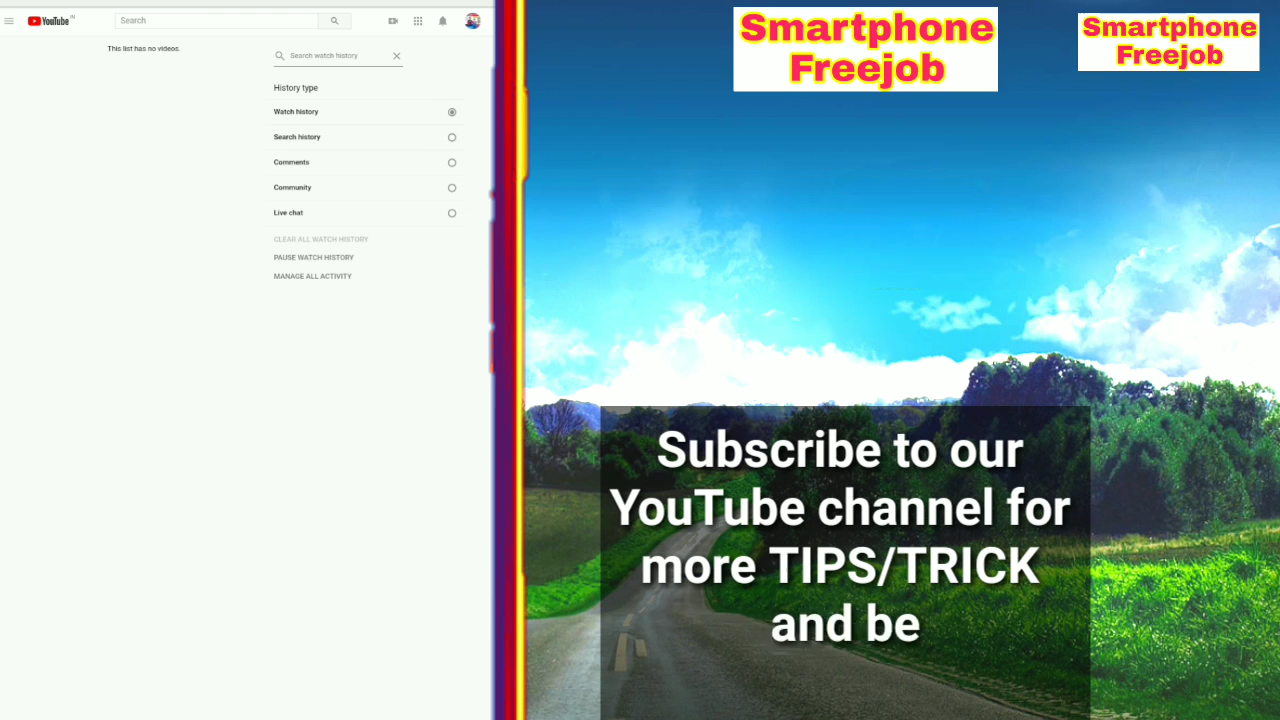 YouTube IN
Search
This list has no videos.
Search watch history
History type
Watch history
Search history
Comments
Community
Live chat
CLEAR ALL WATCH HISTORY
PAUSE WATCH HISTORY
MANAGE ALL ACTIVITY
Smartphone
Freejob
Smartphone
Freejob
Subscribe to our
YouTube channel for
more TIPS/TRICK
and be